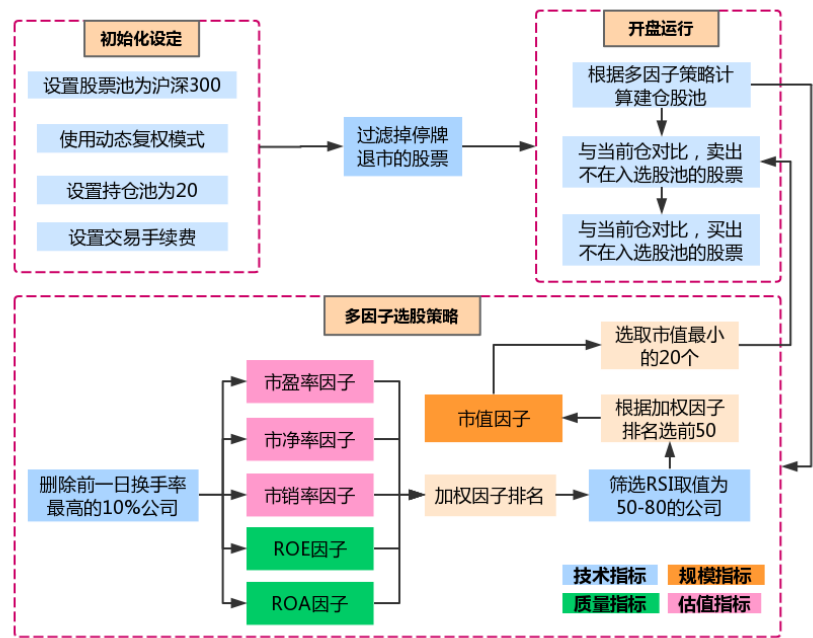 初始化设定
设置股票池为沪深300
使用动态复权模式
设置持仓池为20
设置交易手续费
过滤掉停牌
退市的股票
开盘运行
根据多因子策略计
算建仓股池
与当前仓对比，卖出
不在入选股池的股票
与当前仓对比，买出
不在入选股池的股票
多因子选股策略
删除前一日换手率
最高的10%公司
市盈率因子
市净率因子
市销率因子
ROE因子
ROA因子
加权因子排名
筛选RSI取值为
50-80的公司
根据加权因子
排名选前50
市值因子
选取市值最小
的20个
技术指标
规模指标
质量指标
估值指标